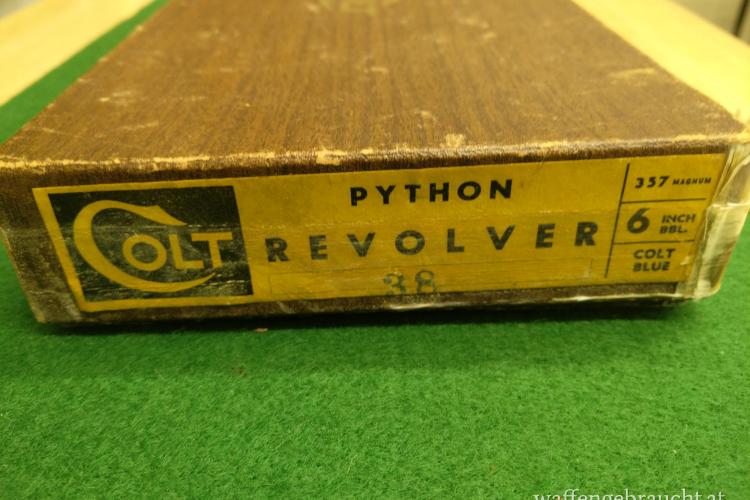 COLT
PYTHON
REVOLVER
38
357 MAGNUM
6 INCH BBL.
COLT
BLUE
waffengebraucht.at